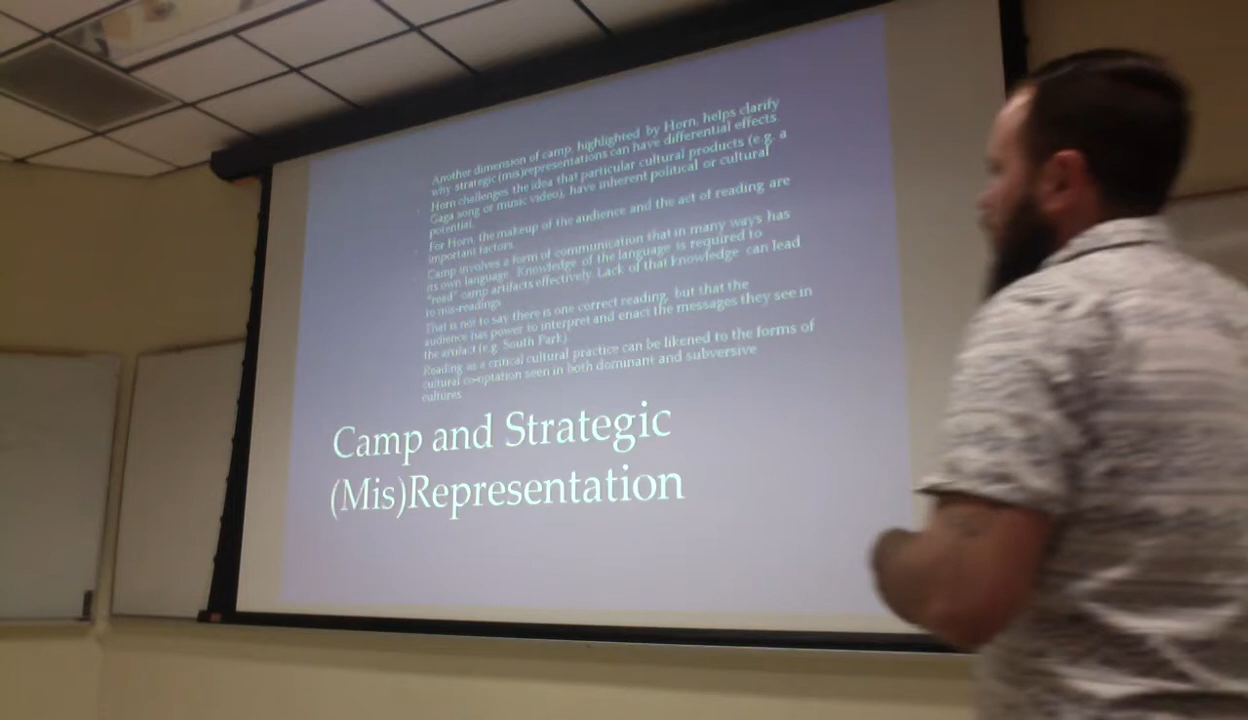 Another dimension of camp, highlighted by Horn, helps clarify
why strategic (mis)representations can have differential effects
Horn challenges the idea that particular cultural products (e.g. a
Gaga song or music video), have inherent political or cultural
potential.
For Horn, the makeup of the audience and the act of reading are
important factors.
Camp involves a form of communication that in many ways has
its own language. Knowledge of the language is required to
"read" camp artifacts effectively. Lack of that knowledge can lead
to mis-readings.
That is not to say there is one correct reading, but that the
audience has power to interpret and enact the messages they see in
the artifact (e.g. South Park).
Reading as a critical cultural practice can be likened to the forms of
cultural co-optation seen in both dominant and subversive
cultures
Camp and Strategic
(Mis)Representation